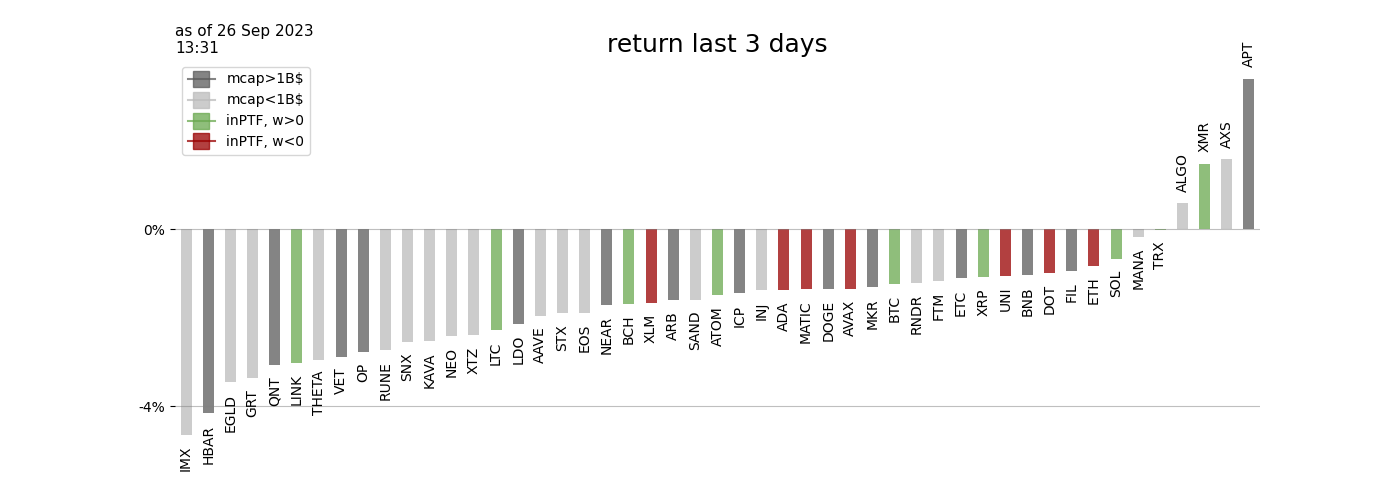 as of 26 Sep 2023
13:31
return last 3 days
mcap>1B$
mcap<1B$
inPTF, w>0
inPTF, w<0
0%
-4%
IMX
HBAR
EGLD
GRT
QNT
LINK
THETA
VET
OP
RUNE
SNX
KAVA
NEO
XTZ
LTC
LDO
AAVE
STX
EOS
NEAR
BCH
XLM
ARB
SAND
ATOM
ICP
INJ
ADA
MATIC
DOGE
AVAX
MKR
BTC
RNDR
FTM
ETC
XRP
UNI
BNB
DOT
FIL
ETH
SOL
MANA
TRX
ALGO
XMR
AXS
APT